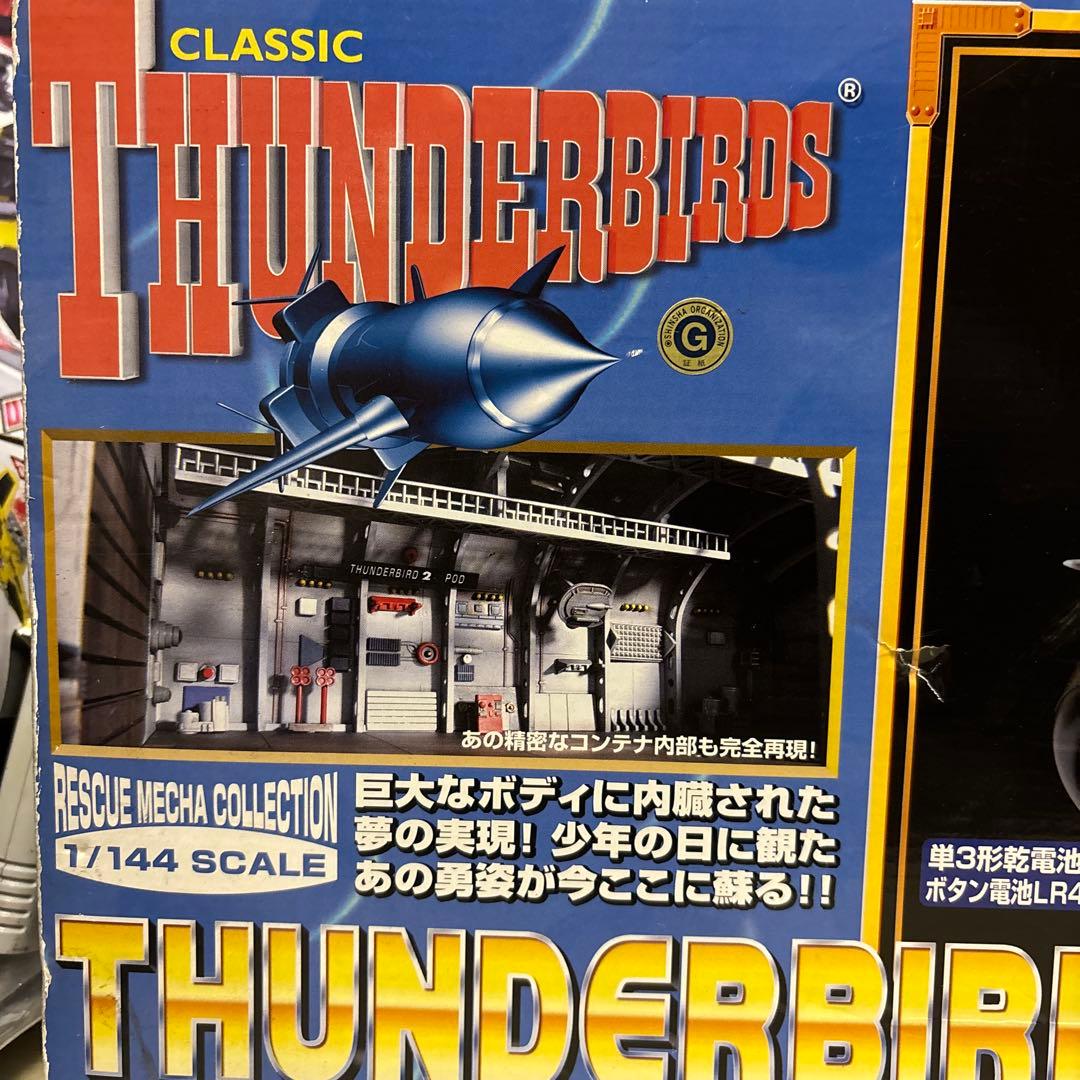 CLASSIC
THUNDERBIRDS®
©SHINSHA ORGANIZATION
G
証紙
THUNDERBIRD 2 POD
あの精密なコンテナ内部も完全再現!
RESCUE MECHA COLLECTION
1/144 SCALE
巨大なボディに内臓された
夢の実現! 少年の日に観た
あの勇姿が今ここに蘇る!!
単3形乾電池
ボタン電池LR4
THUNDERBIR